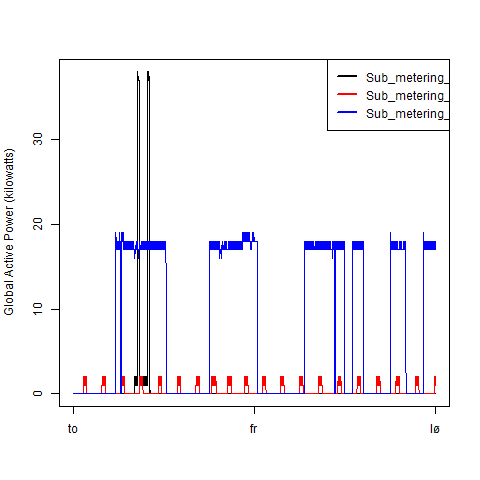 Sub_metering_
Sub_metering_
Sub_metering_
Global Active Power (kilowatts)
30
20
10
0
to
fr
lø